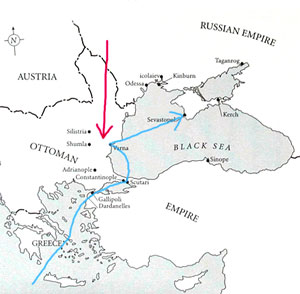 RUSSIAN EMPIRE
N
Taganrog
AUSTRIA
icolaiev
Kinburn
Odessa
Sevastopol
Kerch
Silistria
Shumla
Varna
BLACK SEA
OTTOMAN
Sinope
Adrianople
Constantinople
Scutari
Gallipoli
Dardanelles
EMPIRE
GREECE